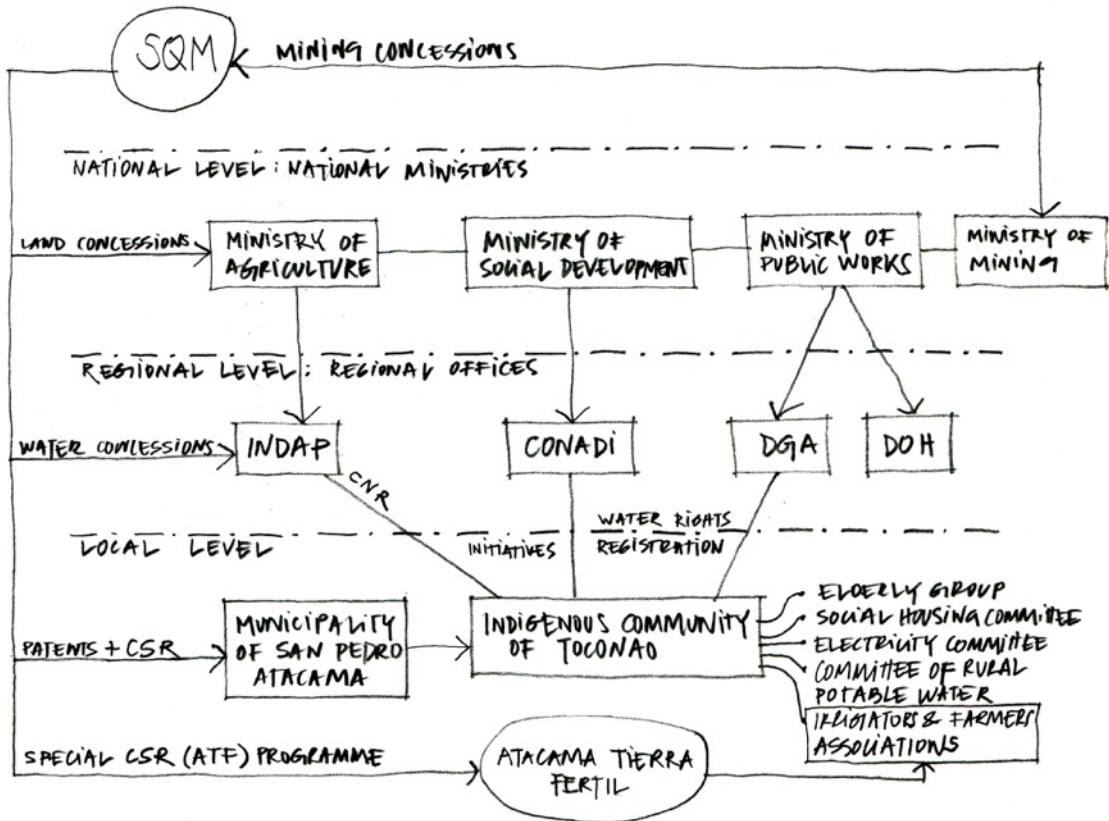 SQM
MINING CONCESSIONS
NATIONAL LEVEL: NATIONAL MINISTRIES
LAND CONCESSIONS
MINISTRY OF
AGRICULTURE
MINISTRY OF
SOCIAL DEVELOPMENT
MINISTRY OF
PUBLIC WORKS
MINISTRY OF
MINING
REGIONAL LEVEL: REGIONAL OFFICES
WATER CONCESSIONS
INDAP
CONADI
DGA
DOH
CNR
LOCAL LEVEL
INITIATIVES
WATER RIGHTS
REGISTRATION
PATENTS + CSR
MUNICIPALITY
OF SAN PEDRO
ATACAMA
INDIGENOUS COMMUNITY
OF TOCONAO
ELDERLY GROUP
SOCIAL HOUSING COMMITTEE
ELECTRICITY COMMITTEE
COMMITTEE OF RURAL
POTABLE WATER
IRRIGATORS & FARMERS
ASSOCIATIONS
SPECIAL CSR (ATF) PROGRAMME
ATACAMA TIERRA
FERTIL